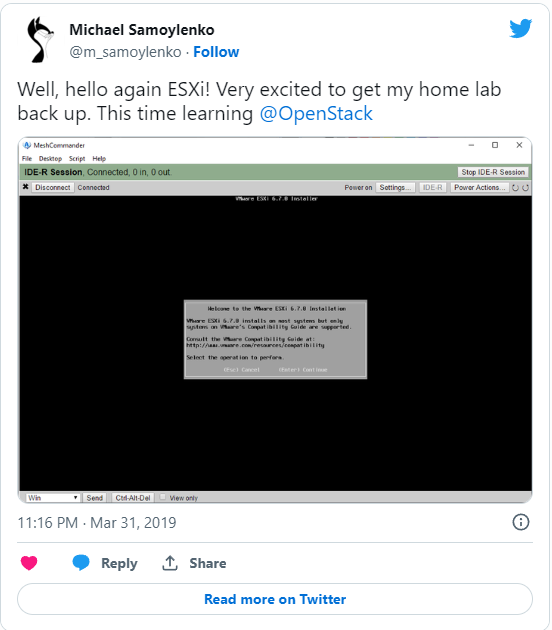 Michael Samoylenko
@m_samoylenko · Follow
Well, hello again ESXi! Very excited to get my home lab
back up. This time learning @OpenStack
MeshCommander
File Desktop Script Help
IDE-R Session, Connected, 0 in, 0 out.
Stop IDE-R Session
Disconnect Connected
Power on Settings... IDE-R Power Actions...
VMware ESXi 6.7.0 Installer
Welcome to the VMware ESXi 6.7.0 Installation
VMware ESXi 6.7.0 installs on most systems but only
systems on VMware's Compatibility Guide are supported.
Consult the VMware Compatibility Guide at:
http://www.vmware.com/resources/compatibility
Select the operation to perform.
(Esc) Cancel (Enter) Continue
Win Send Ctrl-Alt-Del View only
11:16 PM · Mar 31, 2019
Reply Share
Read more on Twitter